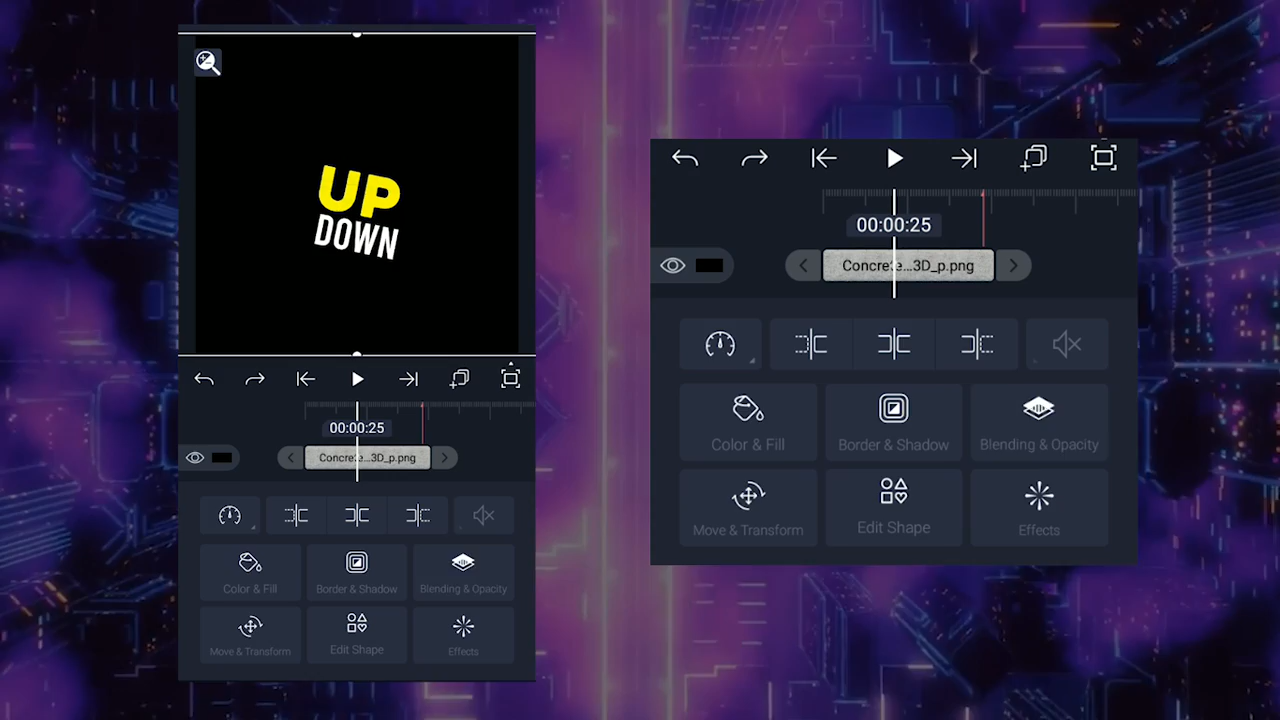 UP
DOWN
00:00:25
Concre?e...3D_p.png
Color & Fill
Border & Shadow
Blending & Opacity
Move & Transform
Edit Shape
Effects
00:00:25
Concre?e...3D_p.png
Color & Fill
Border & Shadow
Blending & Opacity
Move & Transform
Edit Shape
Effects